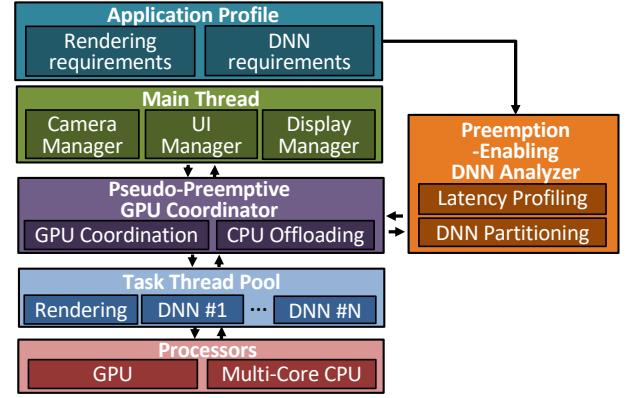 Application Profile
Rendering
requirements
DNN
requirements
Main Thread
Camera
Manager
UI
Manager
Display
Manager
Preemption
-Enabling
DNN Analyzer
Latency Profiling
DNN Partitioning
Pseudo-Preemptive
GPU Coordinator
GPU Coordination
CPU Offloading
Task Thread Pool
Rendering
DNN #1
...
DNN #N
Processors
GPU
Multi-Core CPU